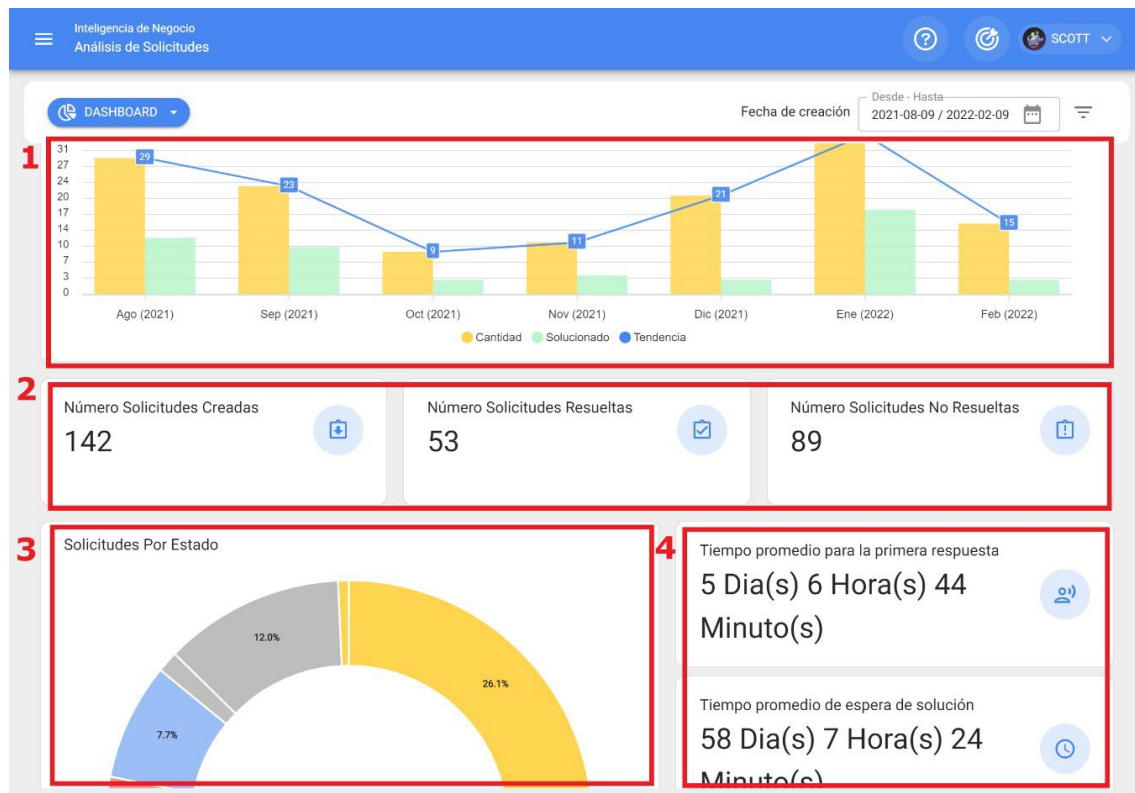 Inteligencia de Negocio
Análisis de Solicitudes
SCOTT
DASHBOARD
Fecha de creación
Desde - Hasta
2021-08-09 / 2022-02-09
1
31
27
24
20
17
14
10
7
3
0
29
23
9
11
21
15
Ago (2021)
Sep (2021)
Oct (2021)
Nov (2021)
Dic (2021)
Ene (2022)
Feb (2022)
Cantidad
Solucionado
Tendencia
2
Número Solicitudes Creadas
142
Número Solicitudes Resueltas
53
Número Solicitudes No Resueltas
89
3
Solicitudes Por Estado
12.0%
26.1%
7.7%
4
Tiempo promedio para la primera respuesta
5 Dia(s) 6 Hora(s) 44
Minuto(s)
Tiempo promedio de espera de solución
58 Dia(s) 7 Hora(s) 24
Minuto(s)